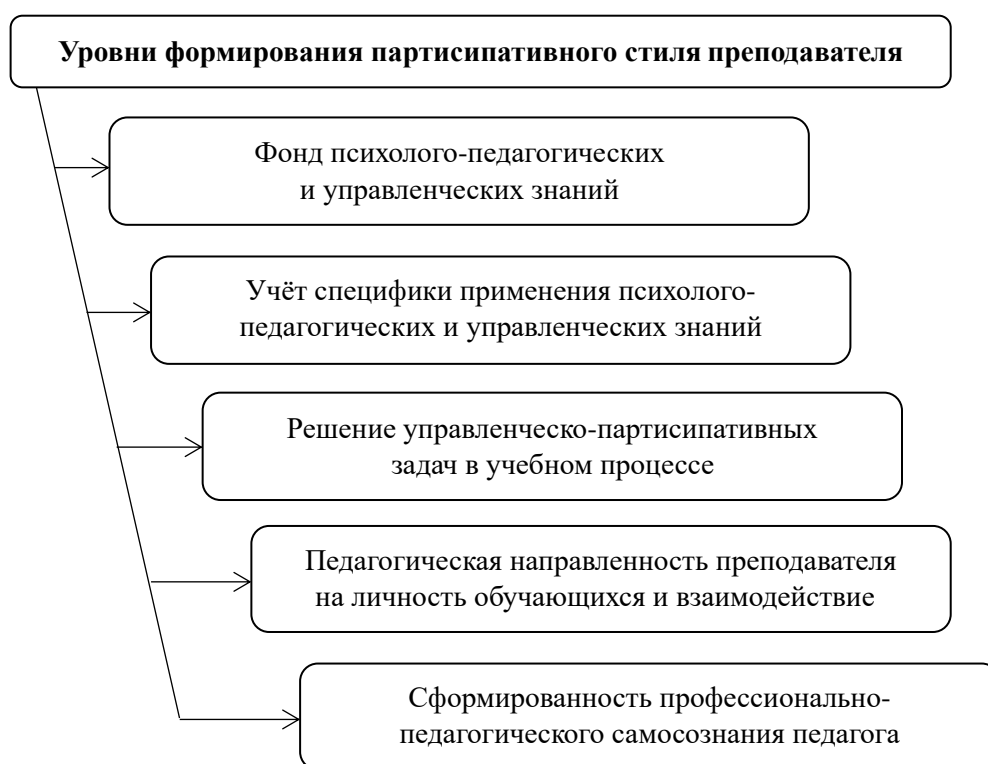 Уровни формирования партисипативного стиля преподавателя
Фонд психолого-педагогических
и управленческих знаний
Учёт специфики применения психолого-
педагогических и управленческих знаний
Решение управленческо-партисипативных
задач в учебном процессе
Педагогическая направленность преподавателя
на личность обучающихся и взаимодействие
Сформированность профессионально-
педагогического самосознания педагога